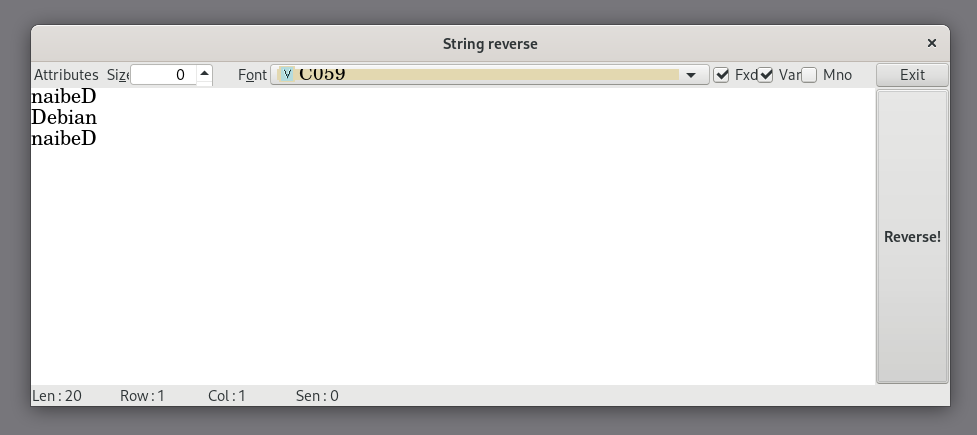 String reverse
Attributes Size 0 Font V C059 Fxd Var Mno Exit
naibeD
Debian
naibeD
Reverse!
Len : 20 Row : 1 Col : 1 Sen : 0